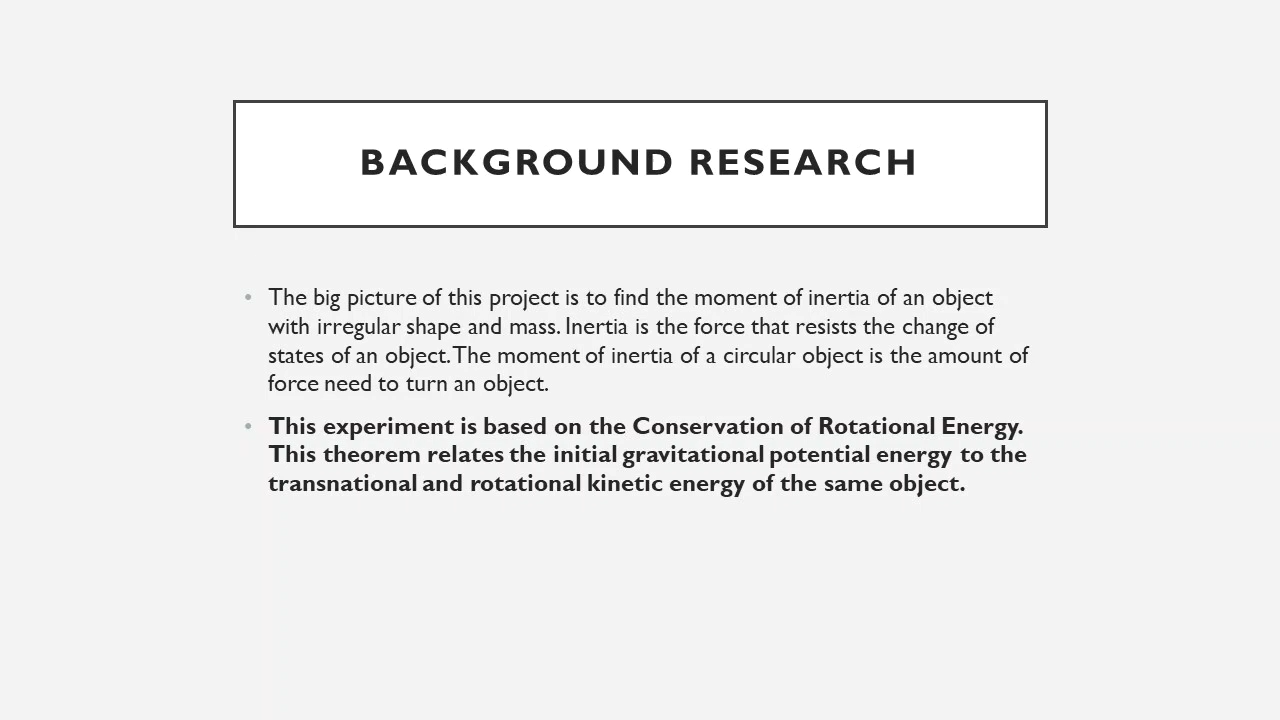 BACKGROUND RESEARCH
• The big picture of this project is to find the moment of inertia of an object
with irregular shape and mass. Inertia is the force that resists the change of
states of an object. The moment of inertia of a circular object is the amount of
force need to turn an object.
• This experiment is based on the Conservation of Rotational Energy.
This theorem relates the initial gravitational potential energy to the
transnational and rotational kinetic energy of the same object.